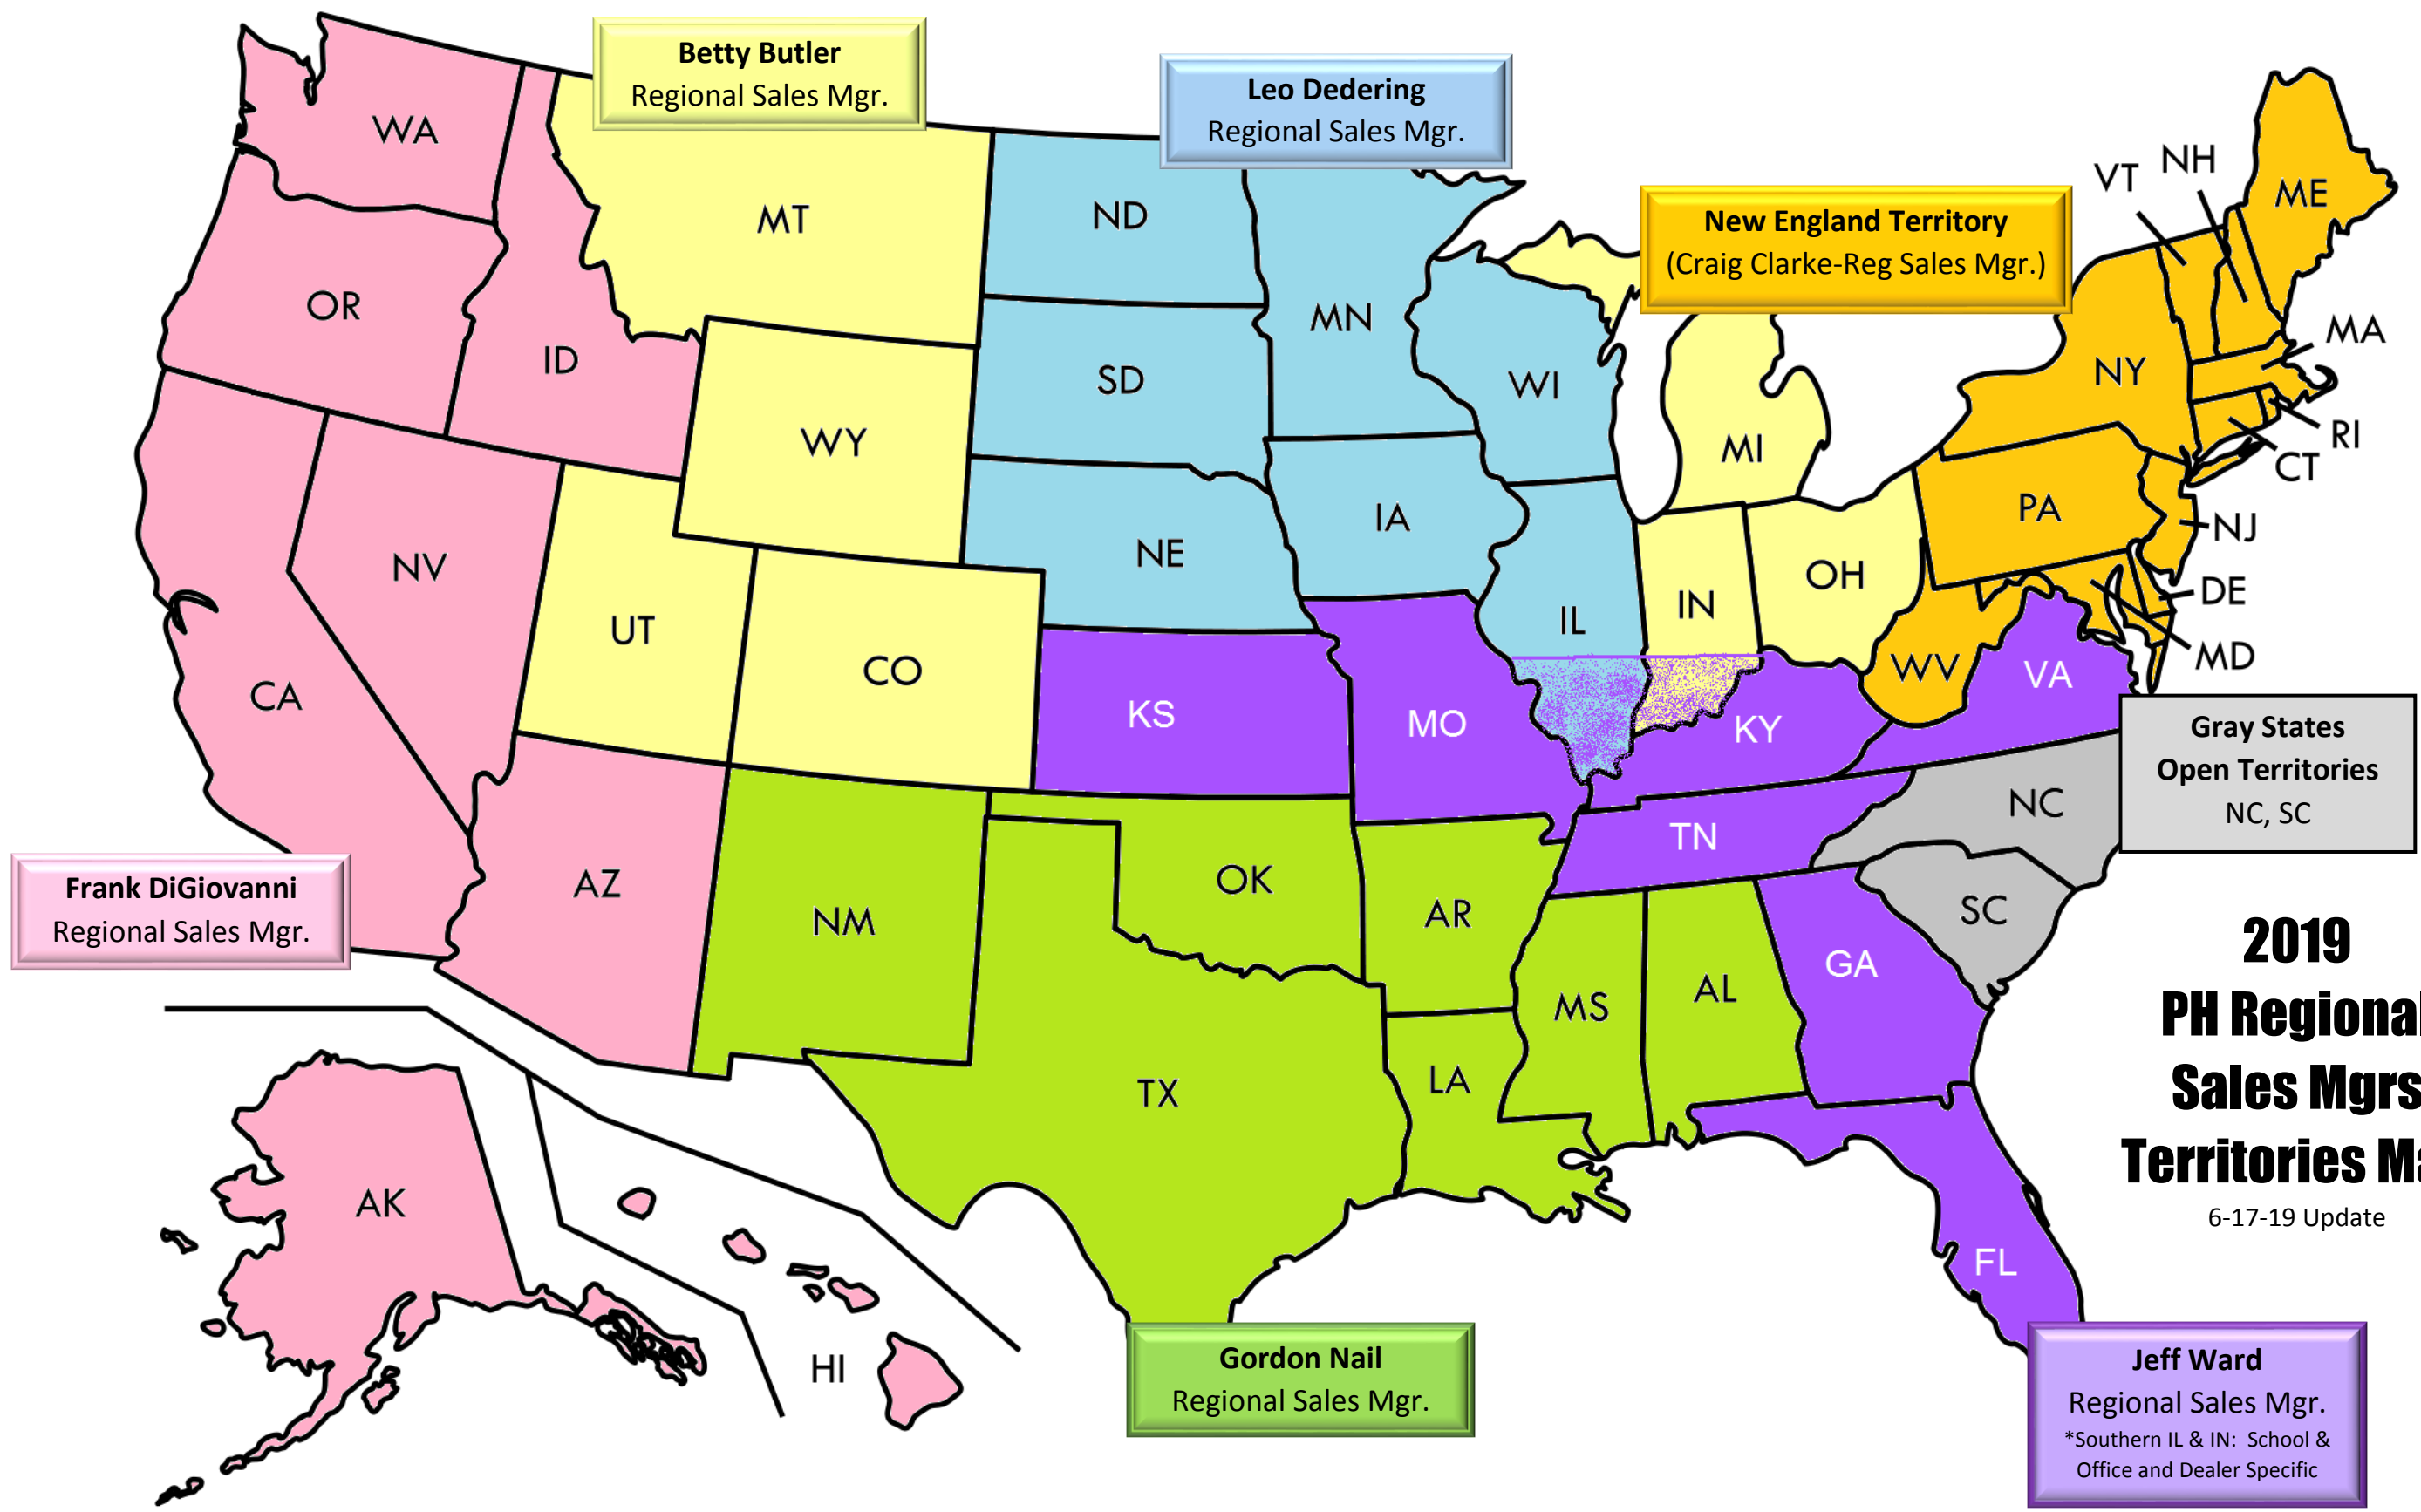 Betty Butler
Regional Sales Mgr.
Leo Dedering
Regional Sales Mgr.
New England Territory
(Craig Clarke-Reg Sales Mgr.)
WA
MT
ND
MN
VT
NH
ME
OR
ID
SD
WI
MA
NY
WY
MI
RI
CT
IA
PA
NV
NE
OH
NJ
UT
IL
IN
DE
CA
CO
KS
MO
KY
WV
VA
MD
Gray States
Open Territories
NC, SC
TN
NC
Frank DiGiovanni
Regional Sales Mgr.
AZ
NM
OK
AR
SC
GA
MS
AL
2019
PH Regional
Sales Mgrs
Territories Ma
6-17-19 Update
TX
LA
AK
HI
FL
Gordon Nail
Regional Sales Mgr.
Jeff Ward
Regional Sales Mgr.
*Southern IL & IN: School &
Office and Dealer Specific